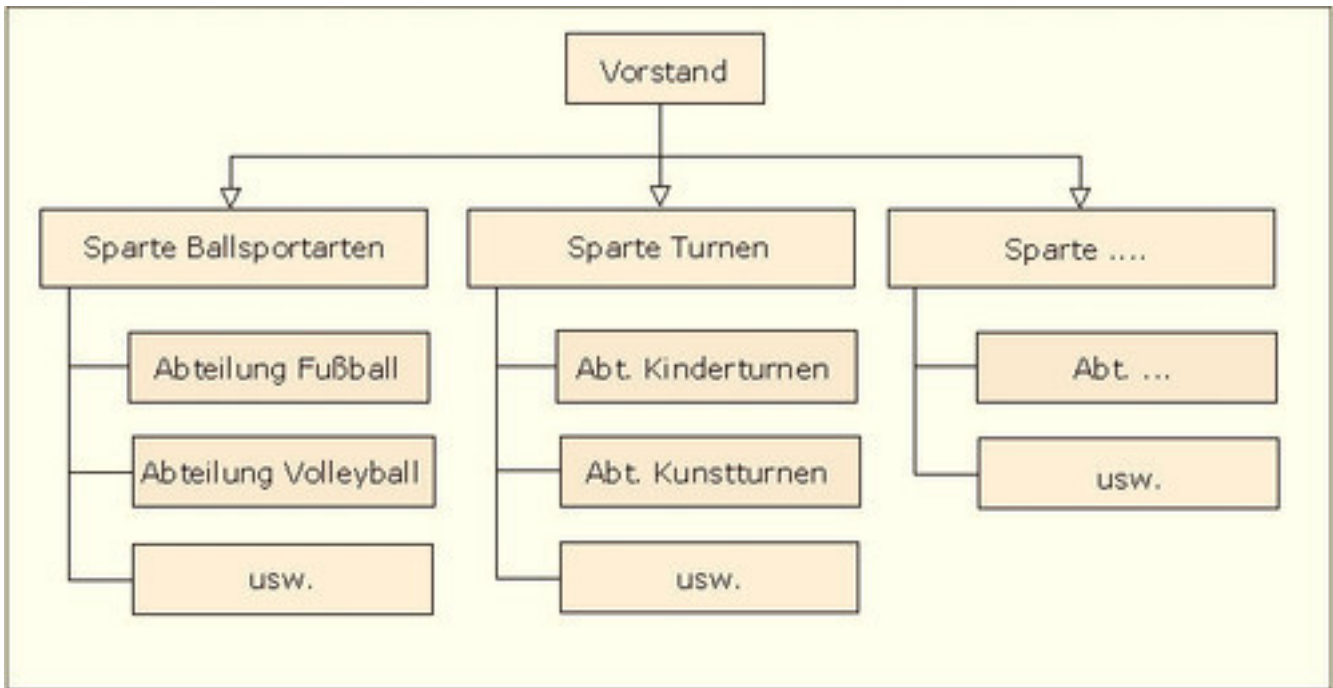 Vorstand
Sparte Ballsportarten
Abteilung Fußball
Abteilung Volleyball
usw.
Sparte Turnen
Abt. Kinderturnen
Abt. Kunstturnen
usw.
Sparte ....
Abt. ...
usw.